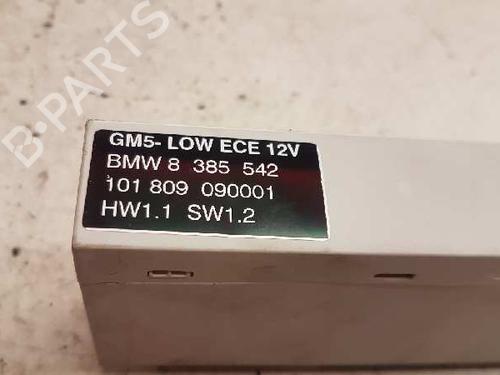 GM5- LOW ECE 12V
BMW 8 385 542
101 809 090001
HW1.1 SW1.2
B-PARTS